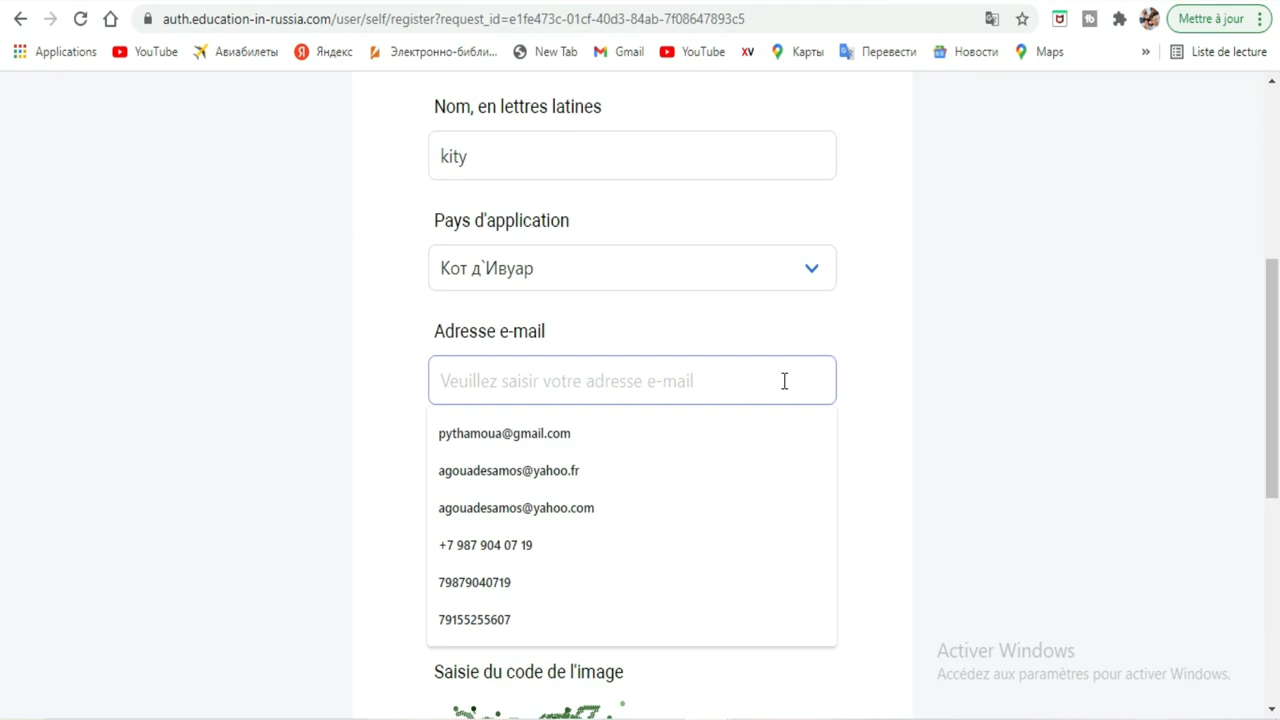 auth.education-in-russia.com/user/self/register?request_id=e1fe473c-01cf-40d3-84ab-7f08647893c5
Mettre à jour
Applications YouTube Авиабилеты Яндекс Электронно-библи... New Tab Gmail YouTube XV Карты Перевести Новости Maps » Liste de lecture
Nom, en lettres latines
kity
Pays d'application
Кот д`Ивуар
Adresse e-mail
Veuillez saisir votre adresse e-mail
pythamoua@gmail.com
agouadesamos@yahoo.fr
agouadesamos@yahoo.com
+7 987 904 07 19
79879040719
79155255607
Saisie du code de l'image
Activer Windows
Accédez aux paramètres pour activer Windows.